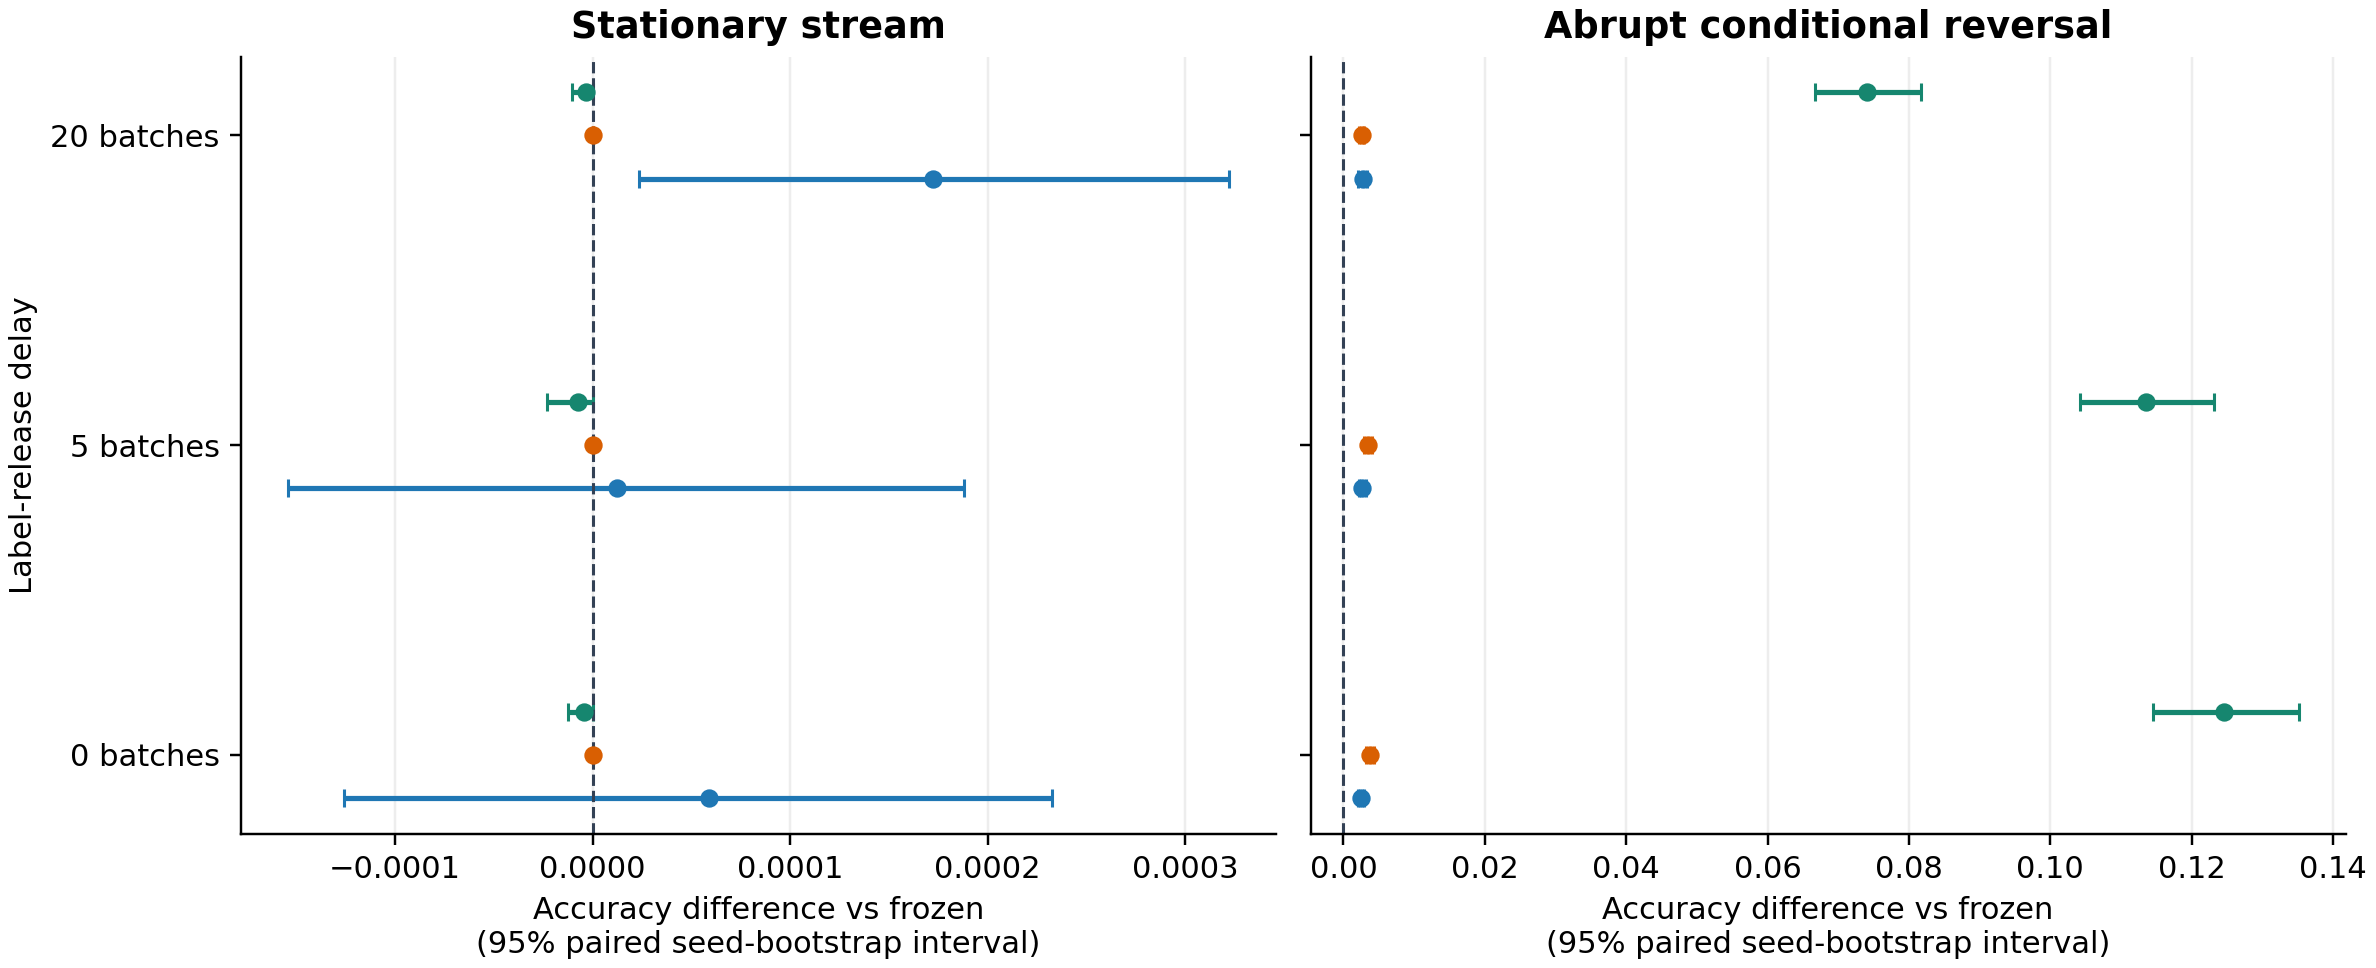 Stationary stream
Abrupt conditional reversal
Label-release delay
20 batches
5 batches
0 batches
−0.0001
0.0000
0.0001
0.0002
0.0003
Accuracy difference vs frozen
(95% paired seed-bootstrap interval)
0.00
0.02
0.04
0.06
0.08
0.10
0.12
0.14
Accuracy difference vs frozen
(95% paired seed-bootstrap interval)